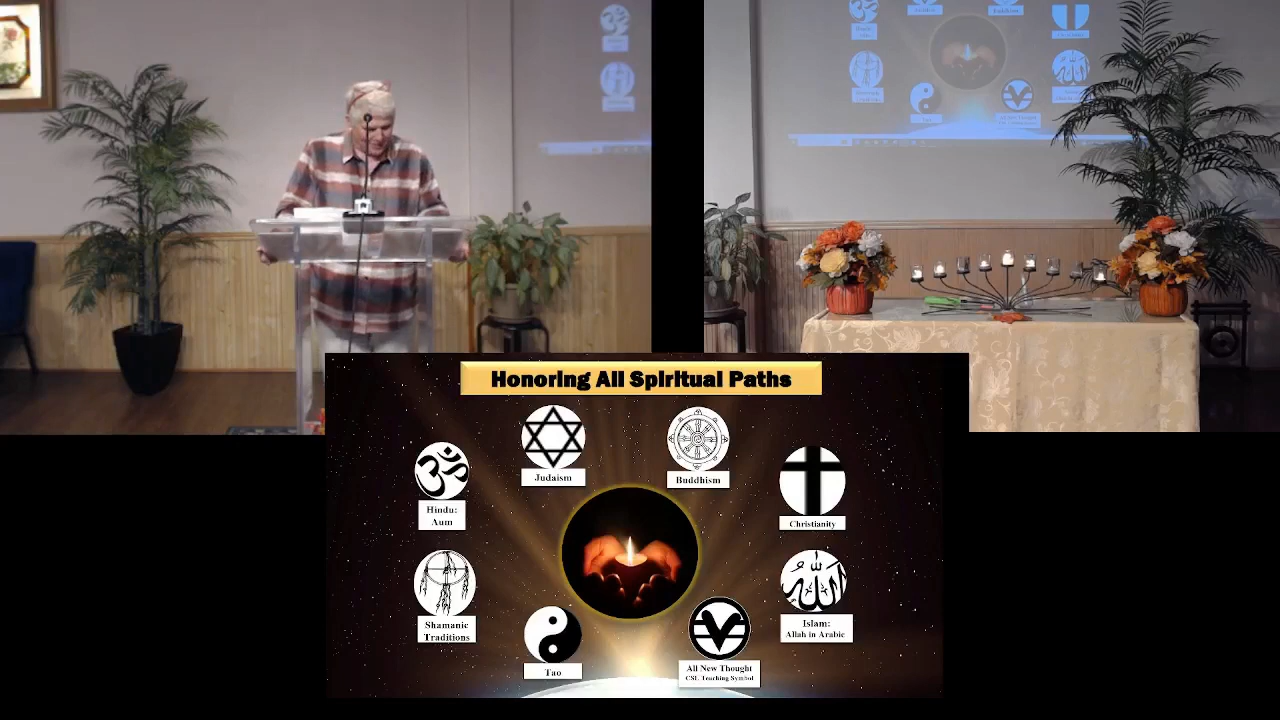 Honoring All Spiritual Paths
Judaism
Buddhism
Hindu:
Aum
Christianity
Shamanic
Traditions
Islam:
Allah in Arabic
Tao
All New Thought
CSL Teaching Symbol